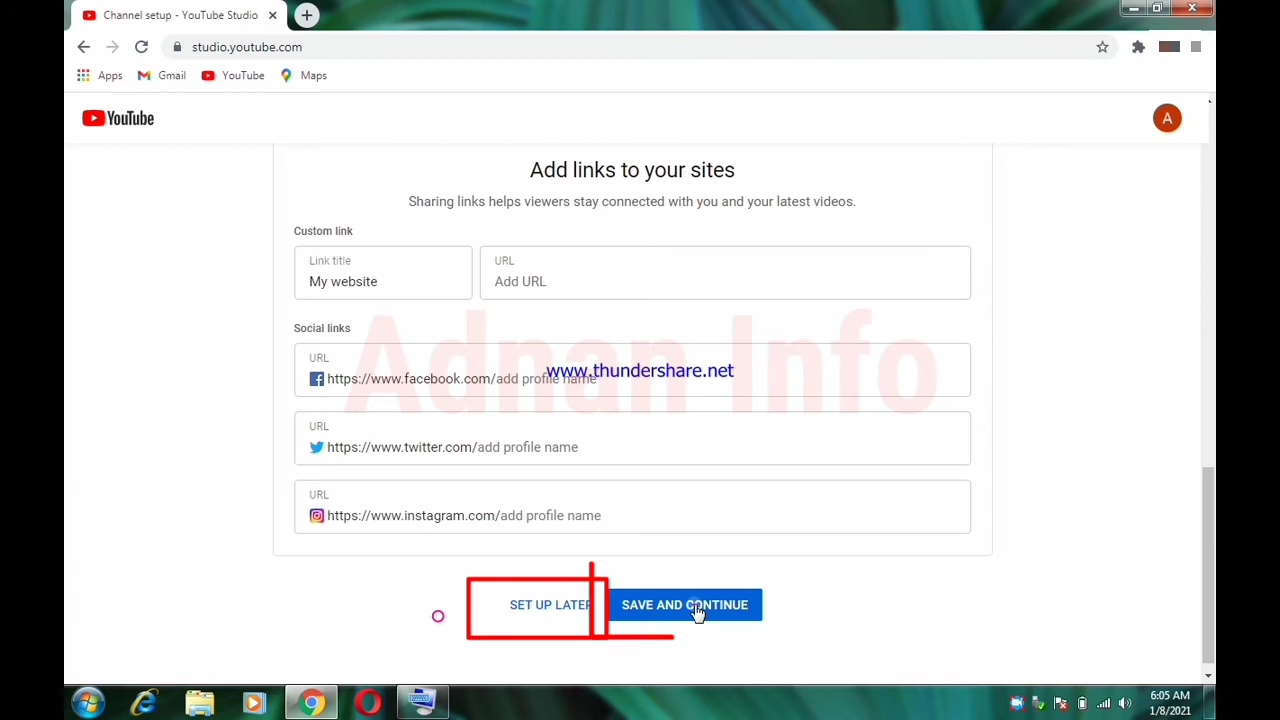 Channel setup - YouTube Studio
studio.youtube.com
Apps Gmail YouTube Maps
YouTube
A
Add links to your sites
Sharing links helps viewers stay connected with you and your latest videos.
Custom link
Link title
My website
URL
Add URL
Social links
URL
https://www.facebook.com/add profile name
Adnan Info
www.thundershare.net
URL
https://www.twitter.com/add profile name
URL
https://www.instagram.com/add profile name
SET UP LATER
SAVE AND CONTINUE
6:05 AM
1/8/2021